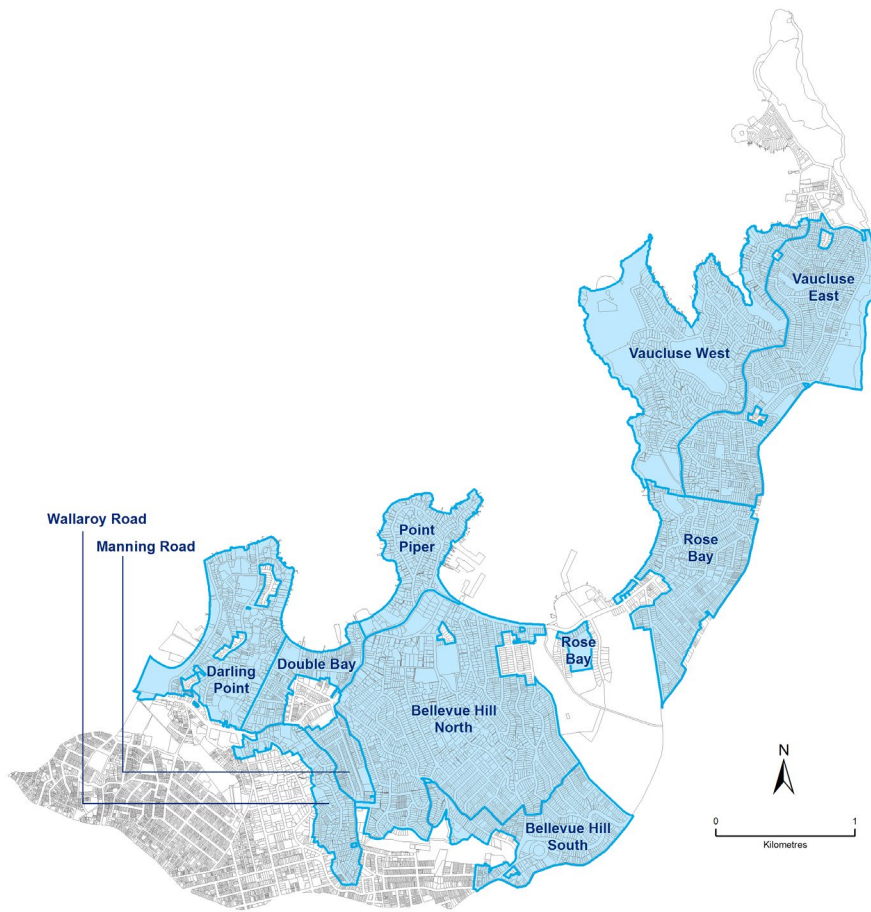 Vaucluse
East
Vaucluse West
Wallaroy Road
Manning Road
Point
Piper
Rose
Bay
Rose
Bay
Double Bay
Darling
Point
Bellevue Hill
North
N
Bellevue Hill
South
0 1
Kilometres